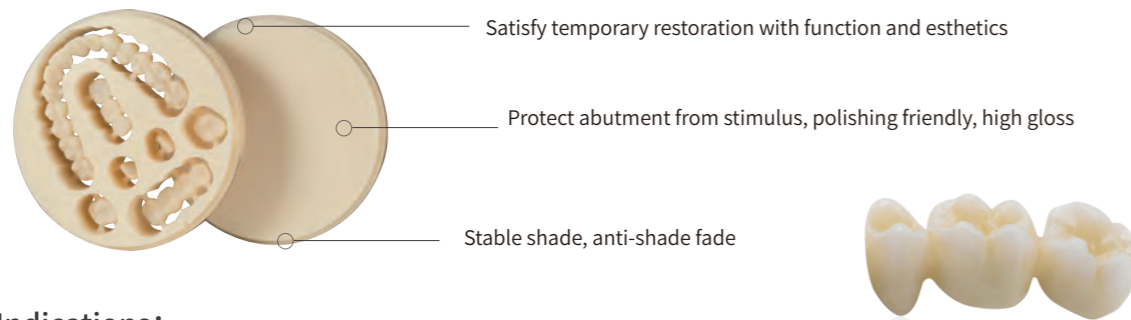 Satisfy temporary restoration with function and esthetics
Protect abutment from stimulus, polishing friendly, high gloss
Stable shade, anti-shade fade
Indications: